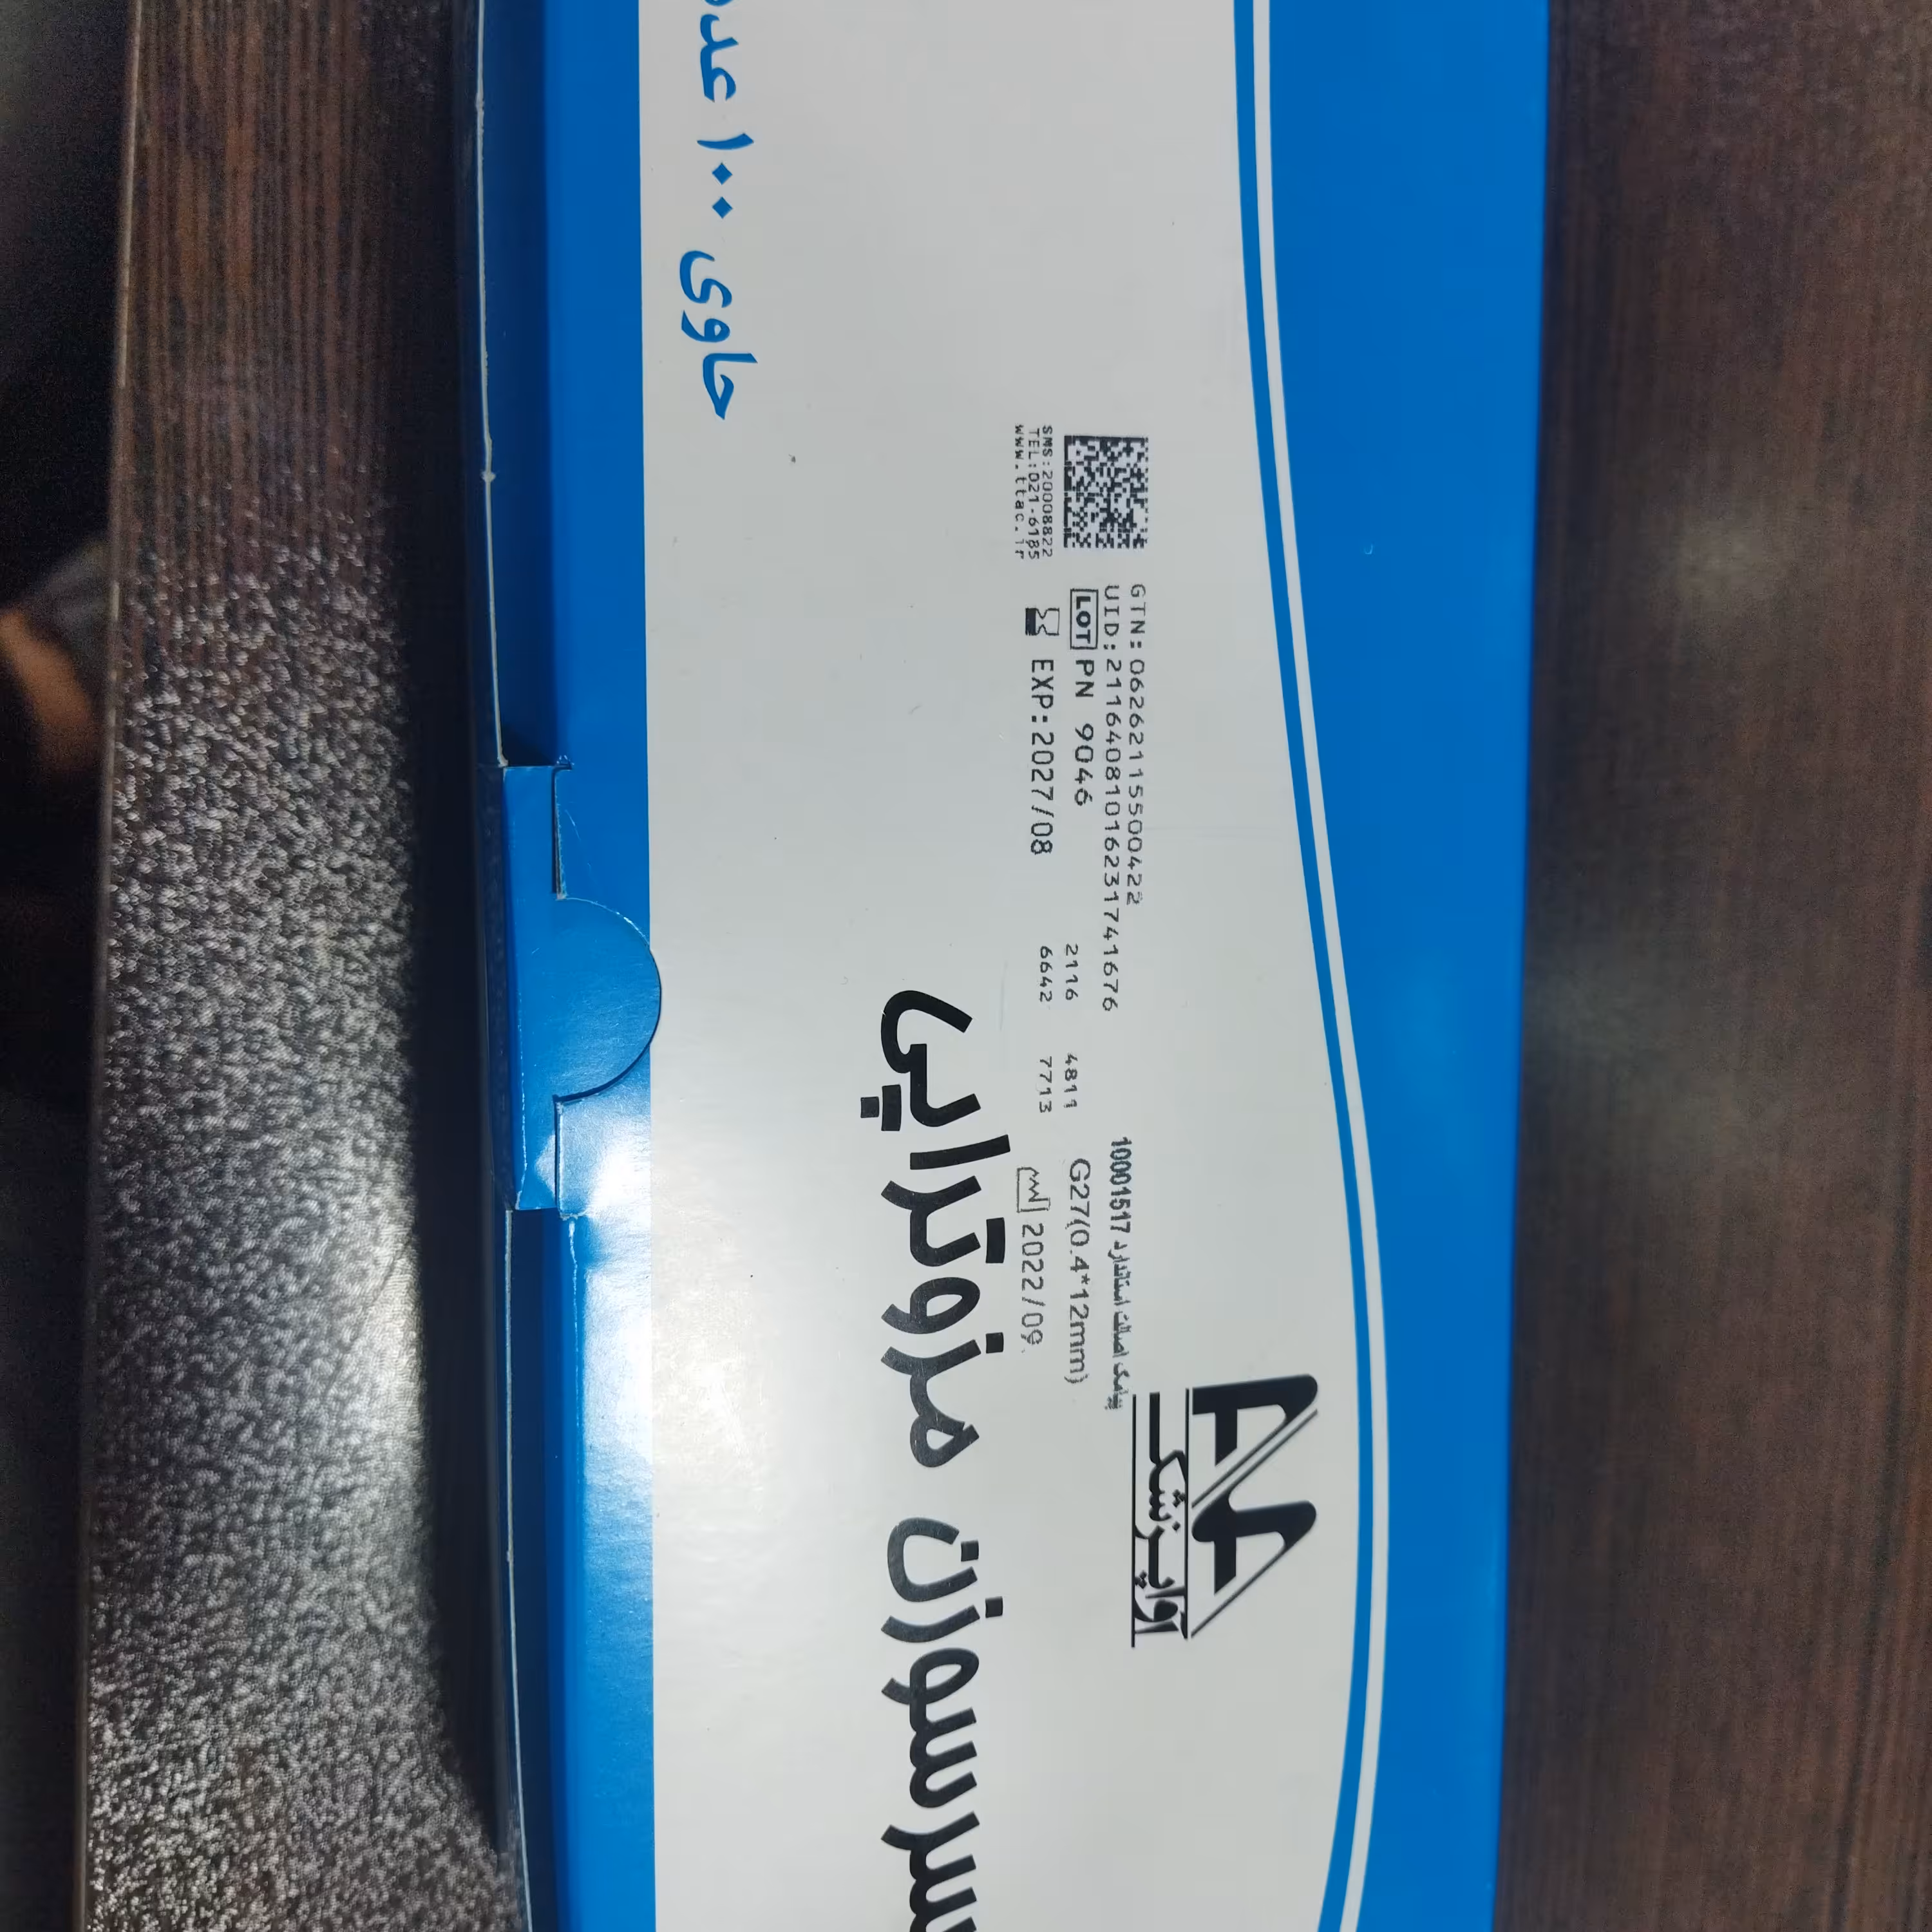 آوا پزشک
GTN: 06262115500422
UID:21164081016231741676
LOT PN 9046
EXP:2027/08
2116 4811
6642 7713
پیامک اصالت استاندارد 10001517
G27(0.4*12mm)
2022/09
SMS:20008822
TEL:021-6185
www.ttac.ir
سرسوزن مزوتراپی
حاوی ۱۰۰ عدد